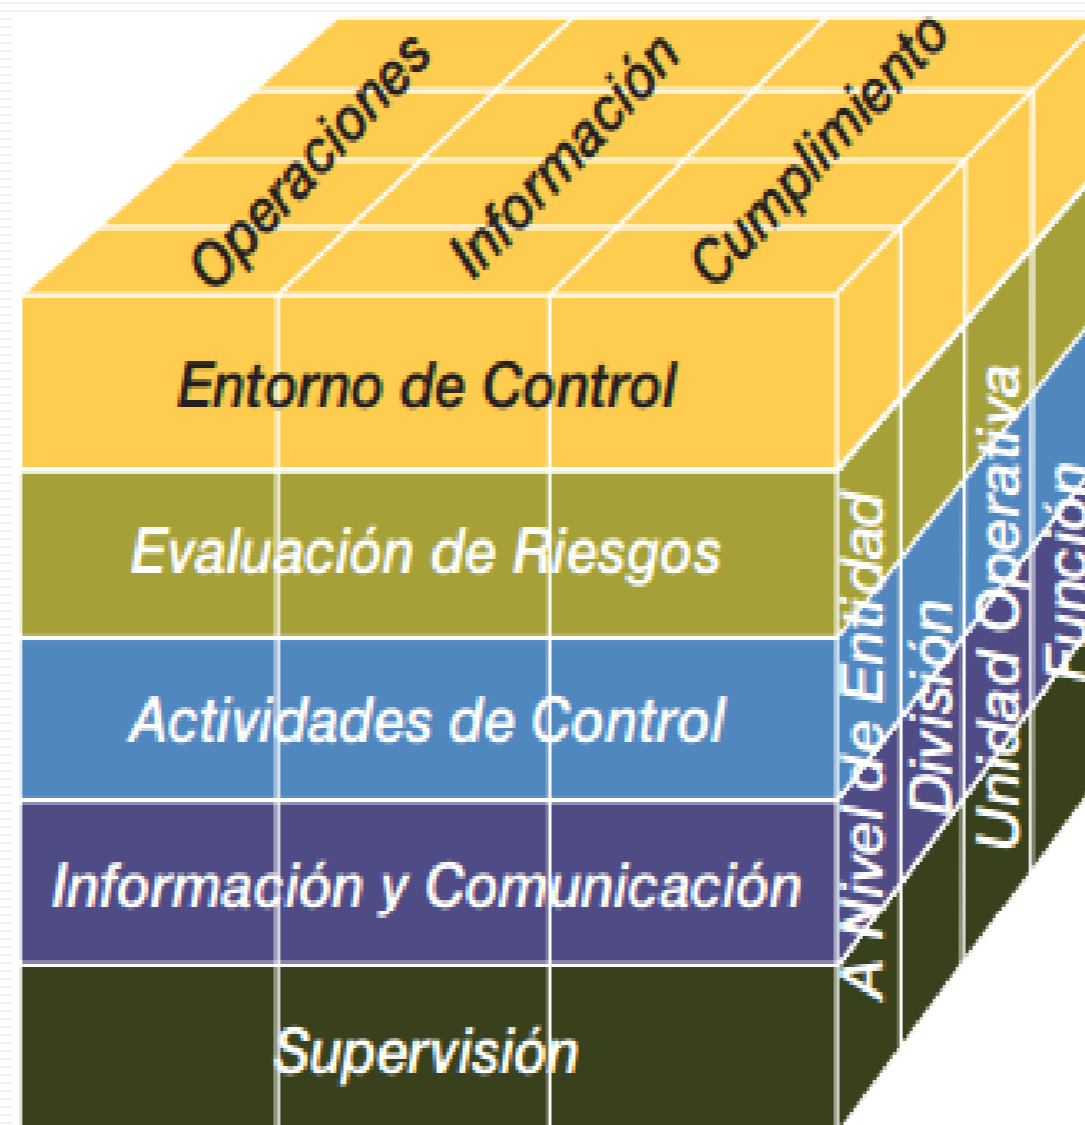 Operaciones
Información
Cumplimiento
Entorno de Control
Evaluación de Riesgos
Actividades de Control
Información y Comunicación
Supervisión
A Nivel de Entidad
División
Unidad Operativa
Función